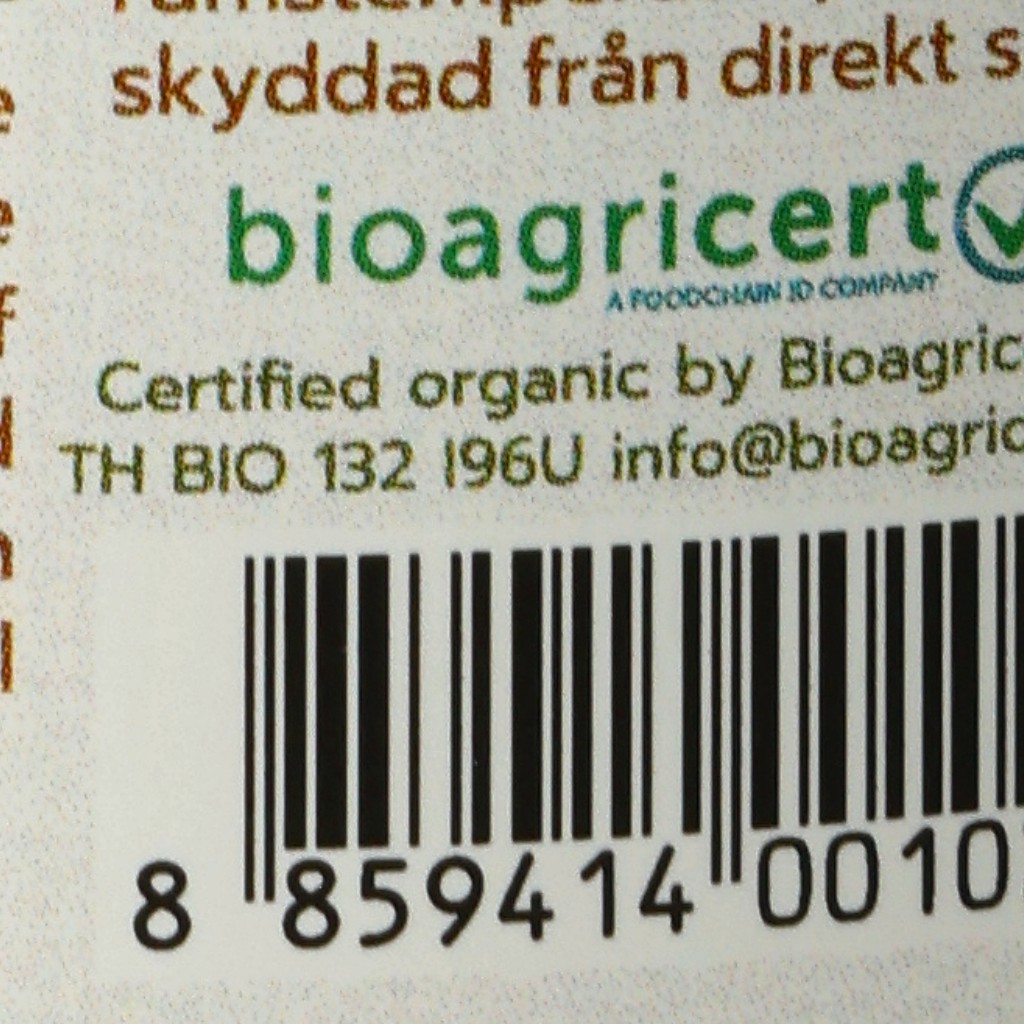 skyddad från direkt s
bioagricert
A FOODCHAIN ID COMPANY
Certified organic by Bioagric
TH BIO 132 I96U info@bioagric
8 859414 0010